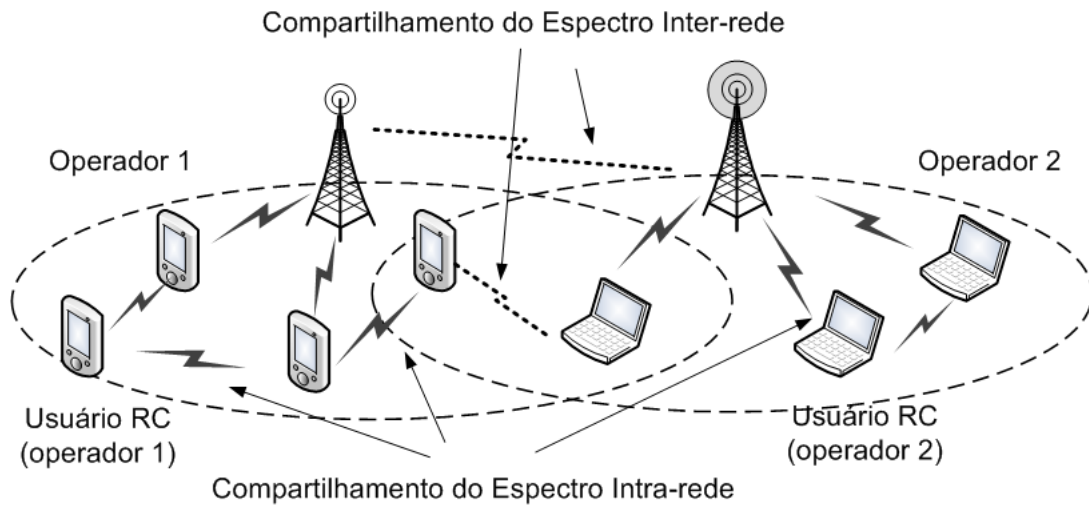 Compartilhamento do Espectro Inter-rede
Operador 1
Operador 2
Usuário RC
(operador 1)
Usuário RC
(operador 2)
Compartilhamento do Espectro Intra-rede